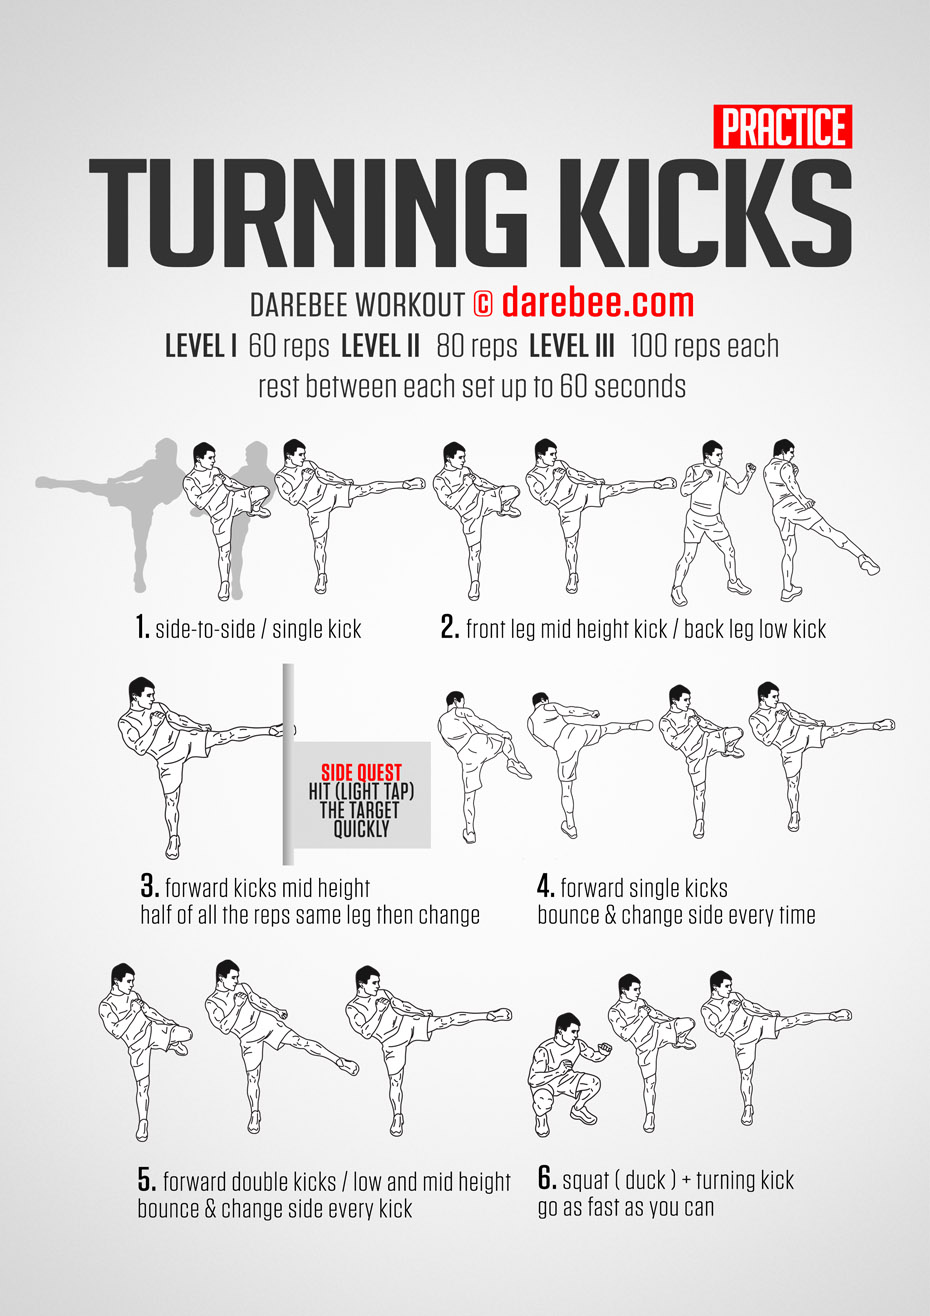 PRACTICE
TURNING KICKS
DAREBEE WORKOUT © darebee.com
LEVEL I 60 reps LEVEL II 80 reps LEVEL III 100 reps each
rest between each set up to 60 seconds
1. side-to-side / single kick
2. front leg mid height kick / back leg low kick
SIDE QUEST
HIT (LIGHT TAP)
THE TARGET
QUICKLY
3. forward kicks mid height
half of all the reps same leg then change
4. forward single kicks
bounce & change side every time
5. forward double kicks / low and mid height
bounce & change side every kick
6. squat ( duck ) + turning kick
go as fast as you can